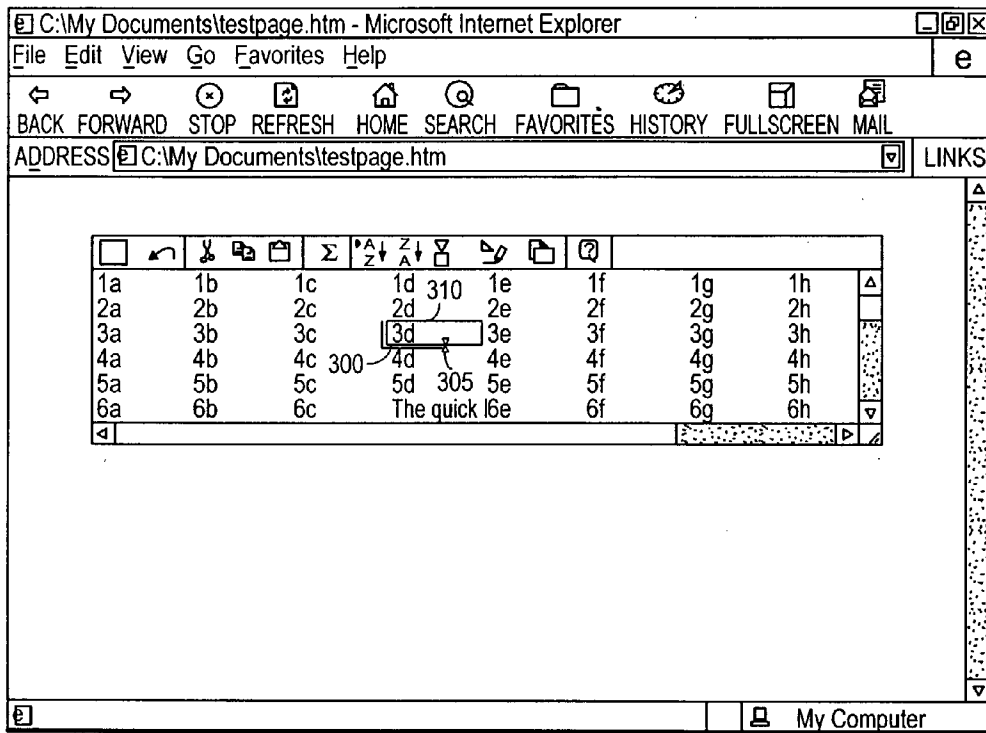 C:\My Documents\testpage.htm - Microsoft Internet Explorer
File Edit View Go Favorites Help e
BACK FORWARD STOP REFRESH HOME SEARCH FAVORITES HISTORY FULLSCREEN MAIL
ADDRESS C:\My Documents\testpage.htm LINKS
Σ A Z Z A ?
1a 1b 1c 1d 310 1e 1f 1g 1h
2a 2b 2c 2d 2e 2f 2g 2h
3a 3b 3c 3d 3e 3f 3g 3h
4a 4b 4c 300 4d 4e 4f 4g 4h
5a 5b 5c 5d 305 5e 5f 5g 5h
6a 6b 6c The quick 6e 6f 6g 6h
My Computer